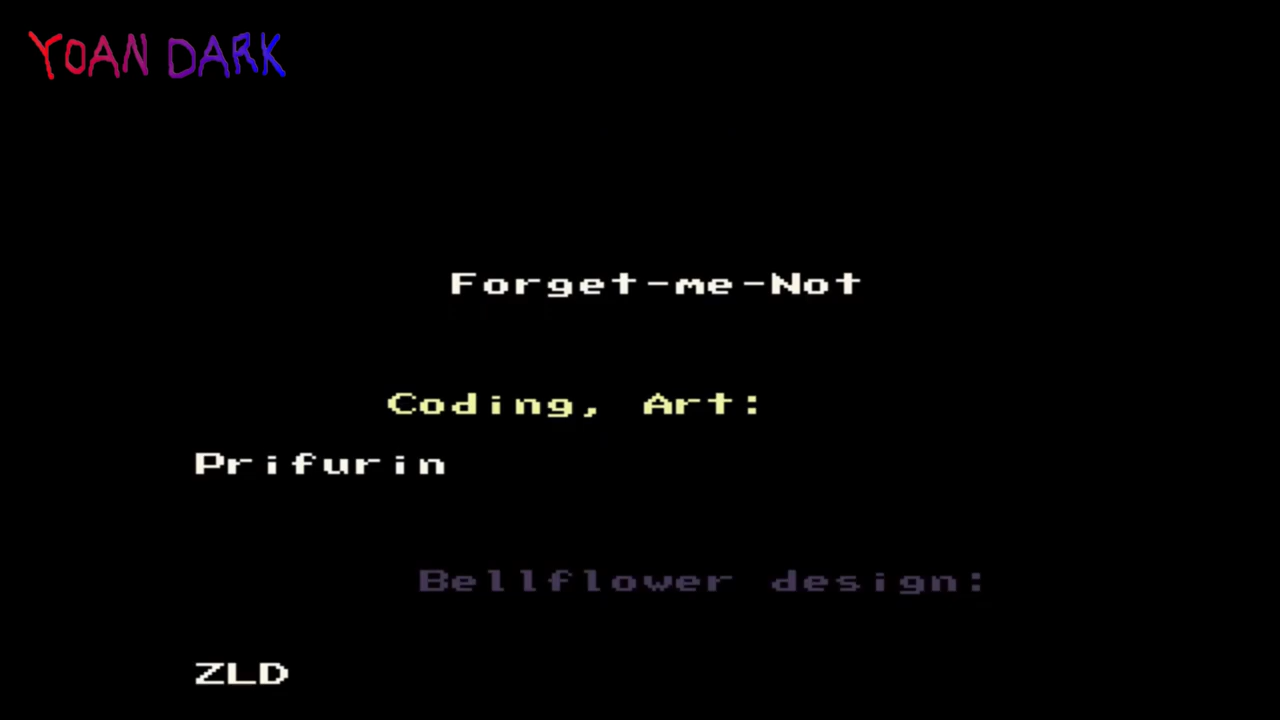 YOAN DARK
Forget-me-Not
Coding, Art:
Prifurin
Bellflower design:
ZLD